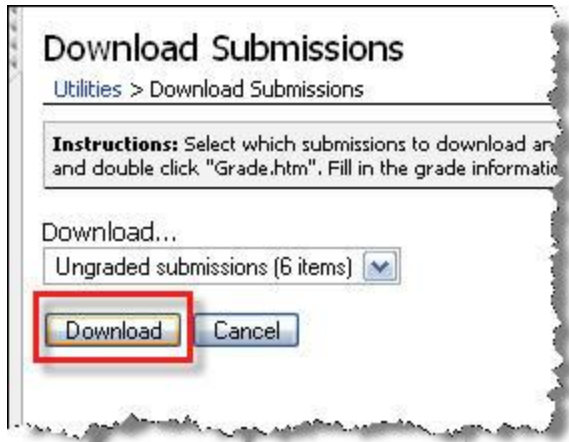 Download Submissions
Utilities > Download Submissions
Instructions: Select which submissions to download an
and double click "Grade.htm". Fill in the grade informatio
Download...
Ungraded submissions (6 items)
Download Cancel